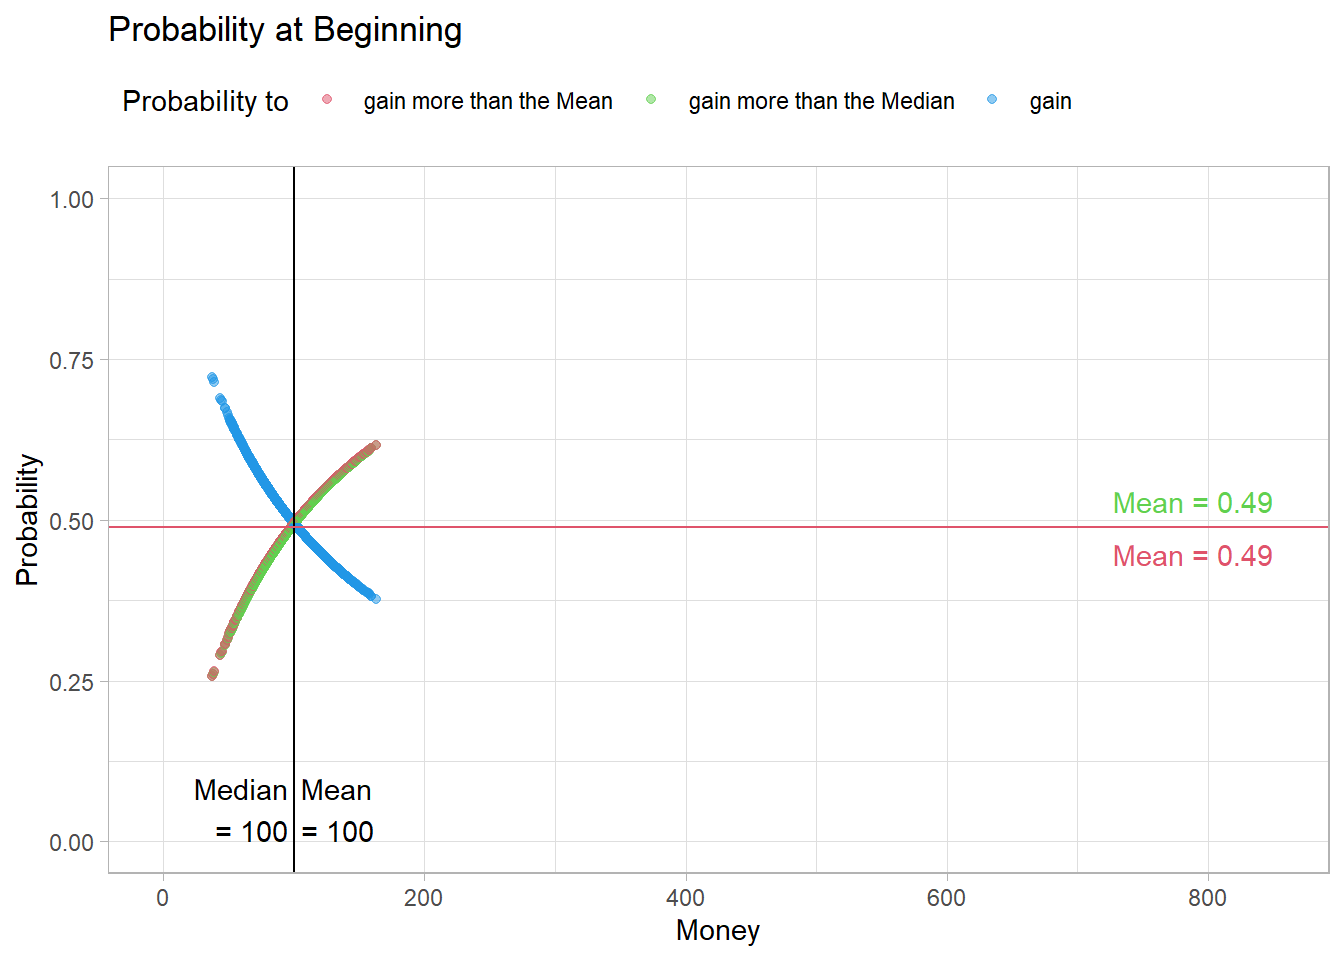 Probability at Beginning
Probability to gain more than the Mean gain more than the Median gain
1.00
0.75
0.50
0.25
0.00
Probability
Mean = 0.49
Mean = 0.49
Median Mean
= 100 = 100
0 200 400 600 800
Money